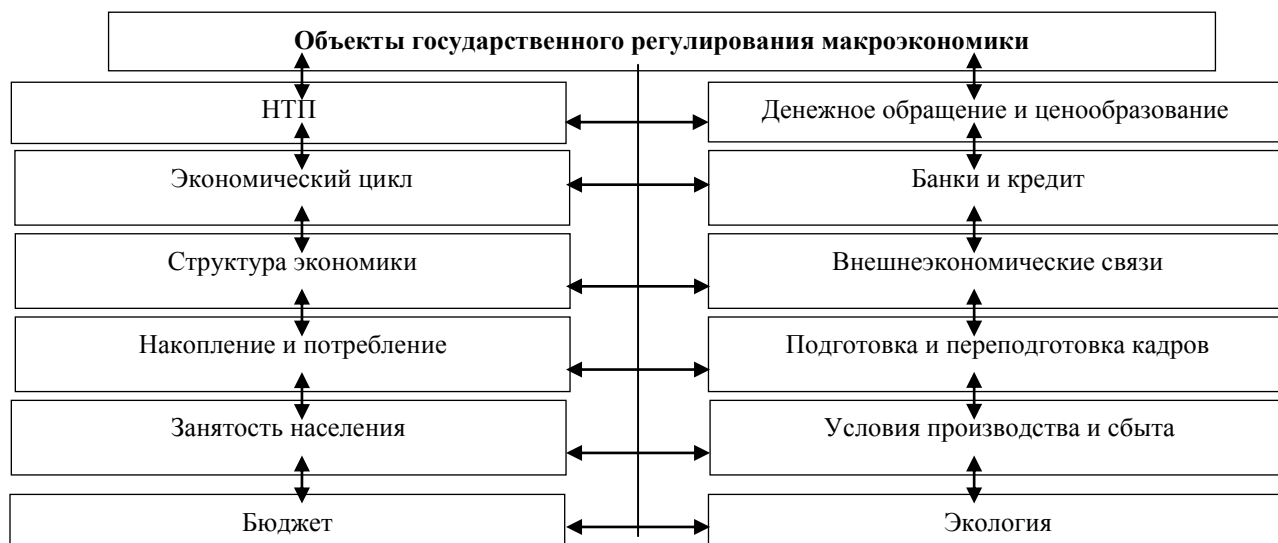 Объекты государственного регулирования макроэкономики
НТП
Денежное обращение и ценообразование
Экономический цикл
Банки и кредит
Структура экономики
Внешнеэкономические связи
Накопление и потребление
Подготовка и переподготовка кадров
Занятость населения
Условия производства и сбыта
Бюджет
Экология